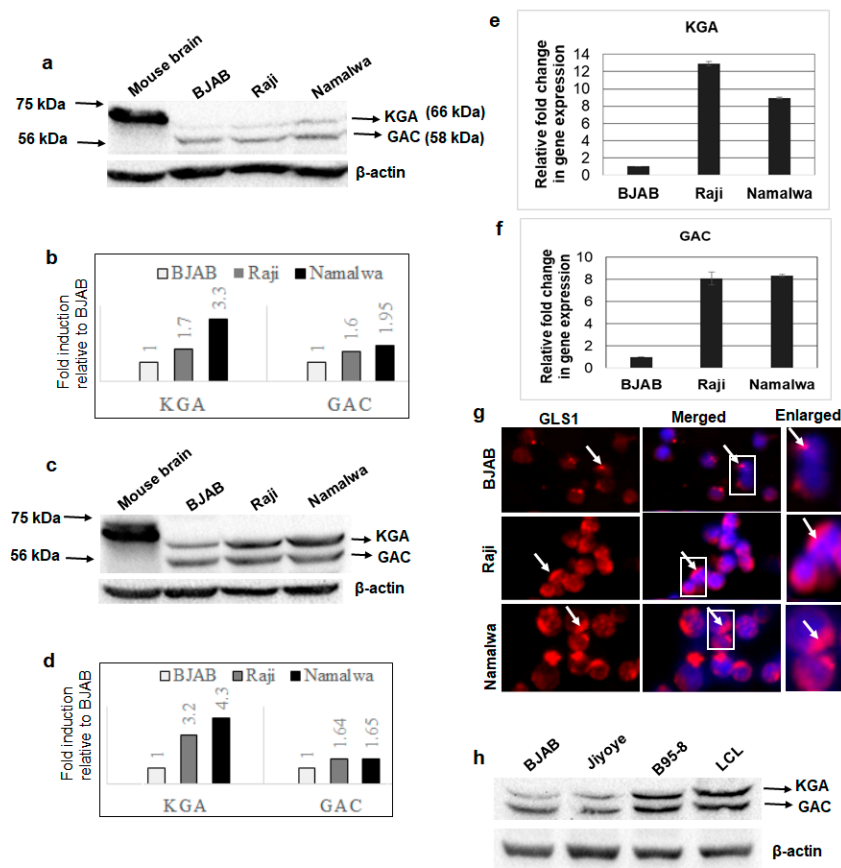 a
Mouse brain
BJAB
Raji
Namalwa
75 kDa
56 kDa
KGA (66 kDa)
GAC (58 kDa)
β-actin
b
BJAB Raji Namalwa
Fold induction
relative to BJAB
1
1.7
3.3
1
1.6
1.95
KGA GAC
c
Mouse brain
BJAB
Raji
Namalwa
75 kDa
56 kDa
KGA
GAC
β-actin
d
BJAB Raji Namalwa
Fold induction
relative to BJAB
1
3.2
4.3
1
1.64
1.65
KGA GAC
e
KGA
Relative fold change
in gene expression
14
12
10
8
6
4
2
0
BJAB Raji Namalwa
f
GAC
Relative fold change
in gene expression
10
8
6
4
2
0
BJAB Raji Namalwa
g
GLS1 Merged Enlarged
BJAB
Raji
Namalwa
h
BJAB
Jiyoye
B95-8
LCL
KGA
GAC
β-actin